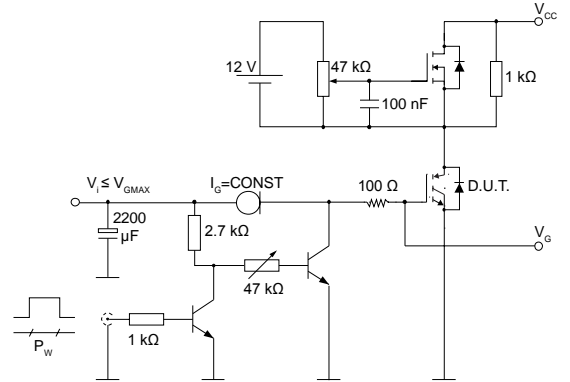 V_CC
12 V
47 kΩ
100 nF
1 kΩ
V_i ≤ V_GMAX
I_G=CONST
100 Ω
D.U.T.
2200
μF
2.7 kΩ
V_G
47 kΩ
1 kΩ
P_W